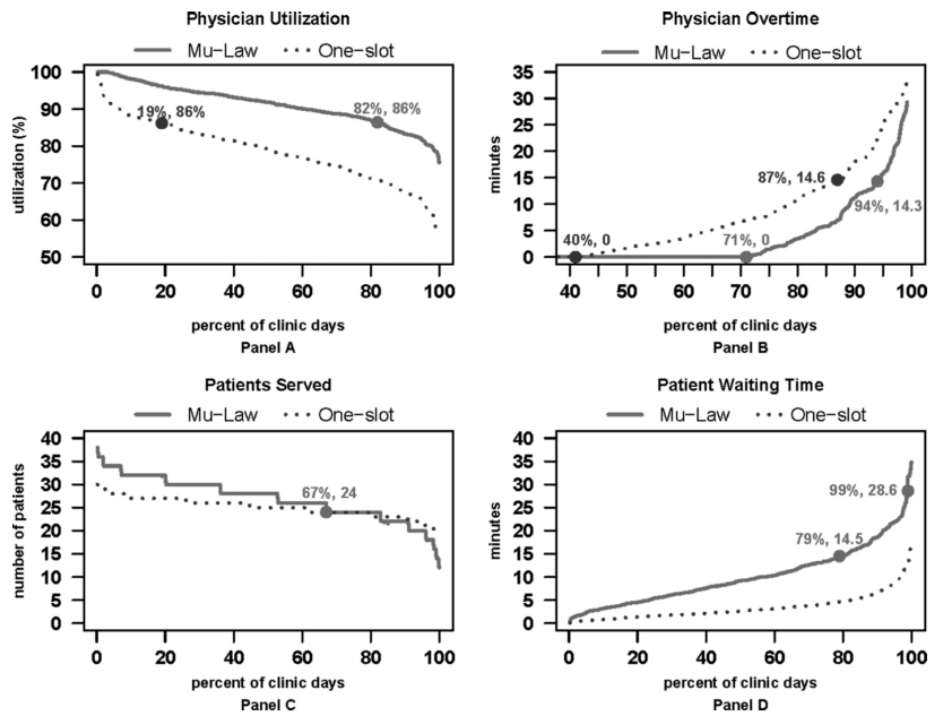 Physician Utilization
Mu-Law
One-slot
100
90
80
70
60
50
utilization (%)
19%, 86%
82%, 86%
0
20
40
60
80
100
percent of clinic days
Panel A
Physician Overtime
Mu-Law
One-slot
35
30
25
20
15
10
5
0
minutes
87%, 14.6
94%, 14.3
40%, 0
71%, 0
40
50
60
70
80
90
100
percent of clinic days
Panel B
Patients Served
Mu-Law
One-slot
40
35
30
25
20
15
10
5
0
number of patients
67%, 24
0
20
40
60
80
100
percent of clinic days
Panel C
Patient Waiting Time
Mu-Law
One-slot
40
35
30
25
20
15
10
5
0
minutes
99%, 28.6
79%, 14.5
0
20
40
60
80
100
percent of clinic days
Panel D